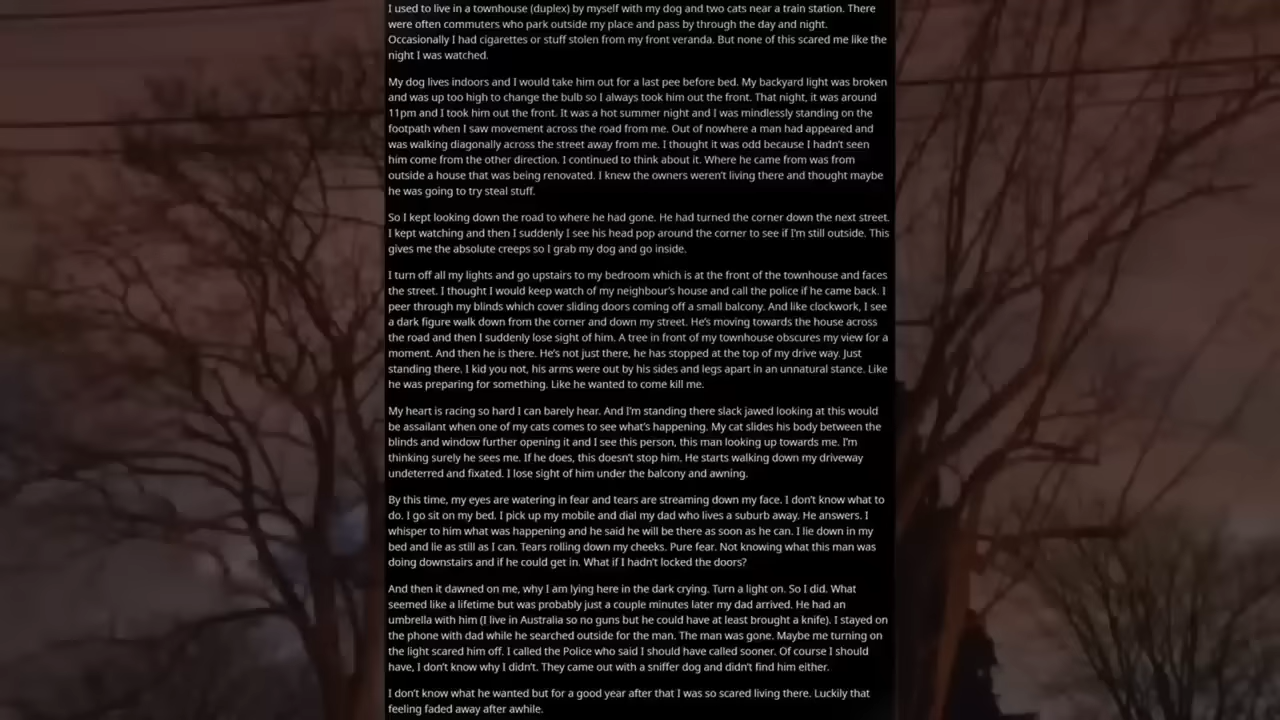 I used to live in a townhouse (duplex) by myself with my dog and two cats near a train station. There
were often commuters who park outside my place and pass by through the day and night.
Occasionally I had cigarettes or stuff stolen from my front veranda. But none of this scared me like the
night I was watched.
My dog lives indoors and I would take him out for a last pee before bed. My backyard light was broken
and was up too high to change the bulb so I always took him out the front. That night, it was around
11pm and I took him out the front. It was a hot summer night and I was mindlessly standing on the
footpath when I saw movement across the road from me. Out of nowhere a man had appeared and
was walking diagonally across the street away from me. I thought it was odd because I hadn't seen
him come from the other direction. I continued to think about it. Where he came from was from
outside a house that was being renovated. I knew the owners weren't living there and thought maybe
he was going to try steal stuff.
So I kept looking down the road to where he had gone. He had turned the corner down the next street.
I kept watching and then I suddenly I see his head pop around the corner to see if I'm still outside. This
gives me the absolute creeps so I grab my dog and go inside.
I turn off all my lights and go upstairs to my bedroom which is at the front of the townhouse and faces
the street. I thought I would keep watch of my neighbour's house and call the police if he came back. I
peer through my blinds which cover sliding doors coming off a small balcony. And like clockwork, I see
a dark figure walk down from the corner and down my street. He's moving towards the house across
the road and then I suddenly lose sight of him. A tree in front of my townhouse obscures my view for a
moment. And then he is there. He's not just there, he has stopped at the top of my drive way. Just
standing there. I kid you not, his arms were out by his sides and legs apart in an unnatural stance. Like
he was preparing for something. Like he wanted to come kill me.
My heart is racing so hard I can barely hear. And I'm standing there slack jawed looking at this would
be assailant when one of my cats comes to see what's happening. My cat slides his body between the
blinds and window further opening it and I see this person, this man looking up towards me. I'm
thinking surely he sees me. If he does, this doesn't stop him. He starts walking down my driveway
undeterred and fixated. I lose sight of him under the balcony and awning.
By this time, my eyes are watering in fear and tears are streaming down my face. I don't know what to
do. I go sit on my bed. I pick up my mobile and dial my dad who lives a suburb away. He answers. I
whisper to him what was happening and he said he will be there as soon as he can. I lie down in my
bed and lie as still as I can. Tears rolling down my cheeks. Pure fear. Not knowing what this man was
doing downstairs and if he could get in. What if I hadn't locked the doors?
And then it dawned on me, why I am lying here in the dark crying. Turn a light on. So I did. What
seemed like a lifetime but was probably just a couple minutes later my dad arrived. He had an
umbrella with him (I live in Australia so no guns but he could have at least brought a knife). I stayed on
the phone with dad while he searched outside for the man. The man was gone. Maybe me turning on
the light scared him off. I called the Police who said I should have called sooner. Of course I should
have, I don't know why I didn't. They came out with a sniffer dog and didn't find him either.
I don't know what he wanted but for a good year after that I was so scared living there. Luckily that
feeling faded away after awhile.